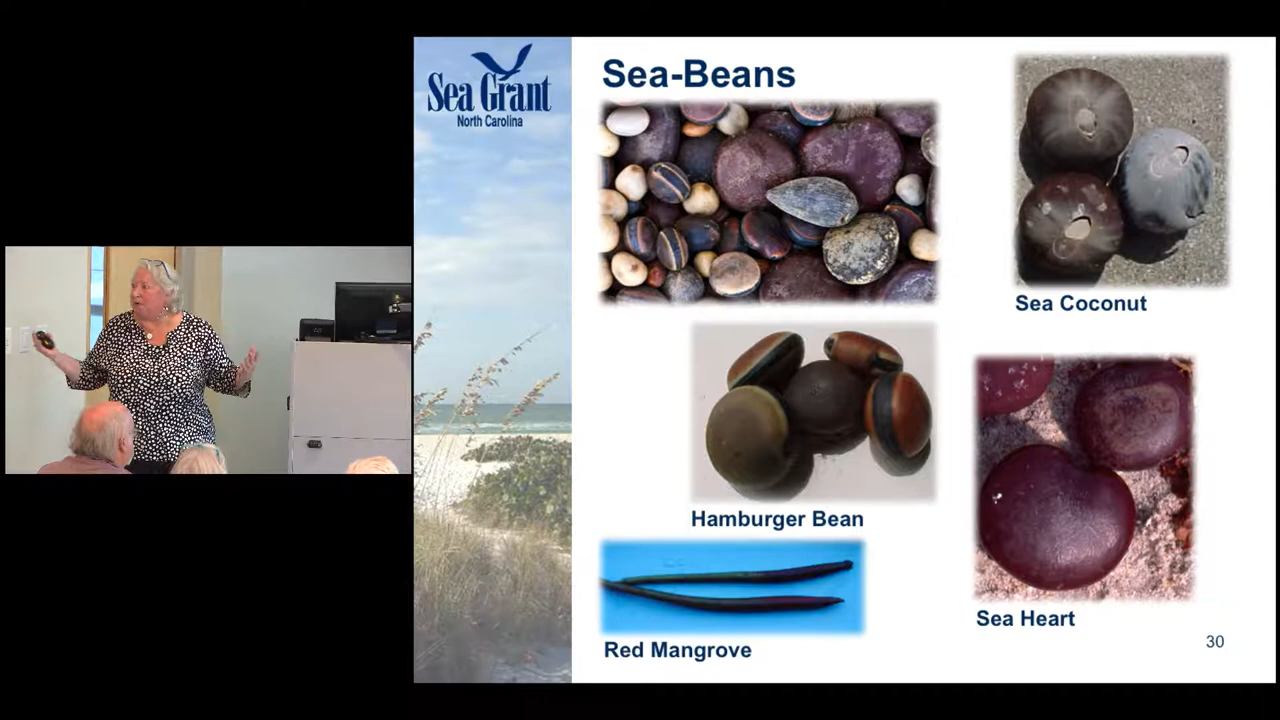 Sea Grant
North Carolina
Sea-Beans
Sea Coconut
Hamburger Bean
Sea Heart
Red Mangrove
30